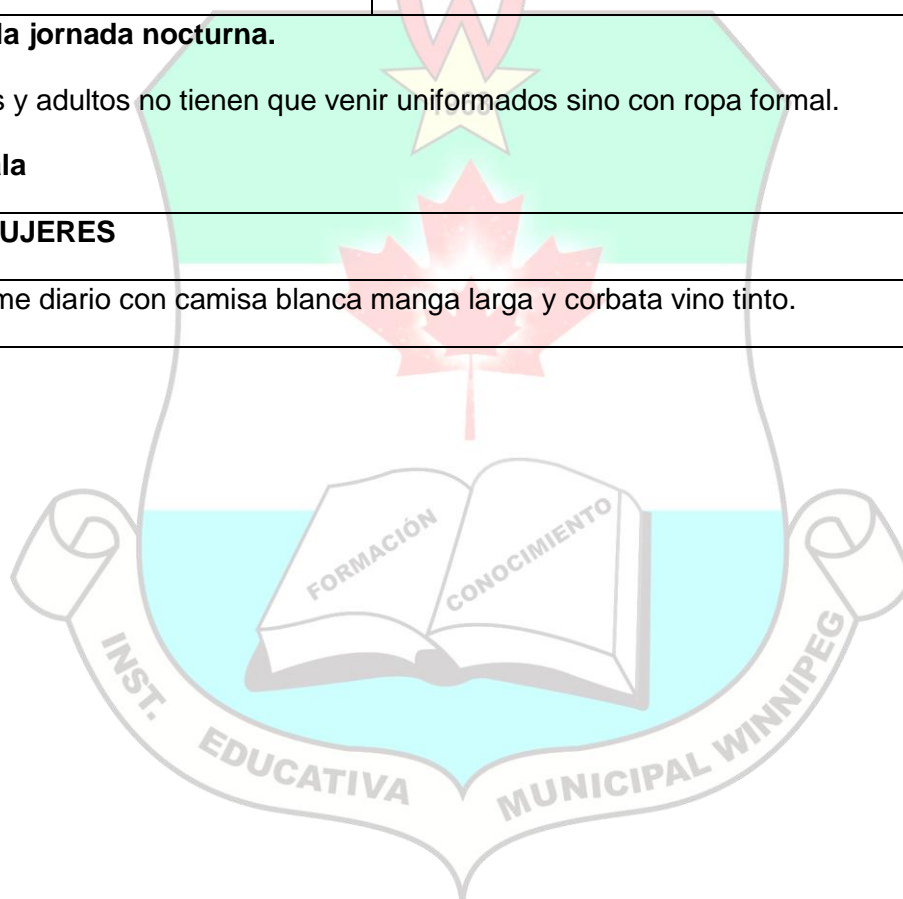 la jornada nocturna.
s y adultos no tienen que venir uniformados sino con ropa formal.
ala
UJERES
me diario con camisa blanca manga larga y corbata vino tinto.
FORMACIÓN
CONOCIMIENTO
INST. EDUCATIVA MUNICIPAL WINNIPEG